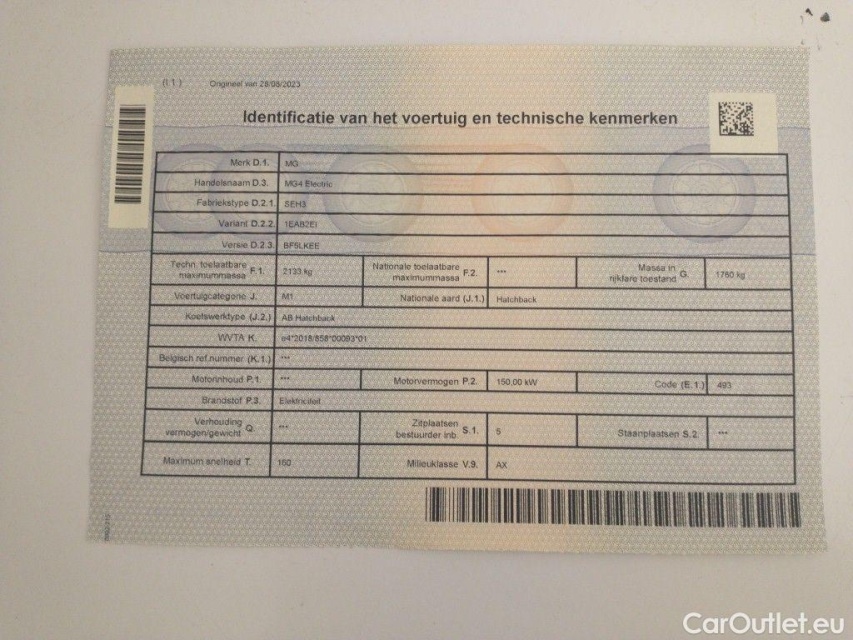 (I1)
Origineel van 28/08/2023
Identificatie van het voertuig en technische kenmerken
Merk D.1. MG
Handelsnaam D.3. MG4 Electric
Fabriekstype D.2.1. SEH3
Variant D.2.2. 1EAB2EI
Versie D.2.3. BF5LKEE
Techn. toelaatbare maximummassa F.1. 2133 kg Nationale toelaatbare maximummassa F.2. *** Massa in rijklare toestand G. 1760 kg
Voertuigcategorie J. M1 Nationale aard (J.1.) Hatchback
Koetswerktype (J.2.) AB Hatchback
WVTA K. e4*2018/858*00093*01
Belgisch ref.nummer (K.1.) ***
Motorinhoud P.1. *** Motorvermogen P.2. 150,00 kW Code (E.1.) 493
Brandstof P.3. Elektriciteit
Verhouding vermogen/gewicht Q. *** Zitplaatsen bestuurder inb. S.1. 5 Staanplaatsen S.2. ***
Maximum snelheid T. 160 Milieuklasse V.9. AX
CarOutlet.eu